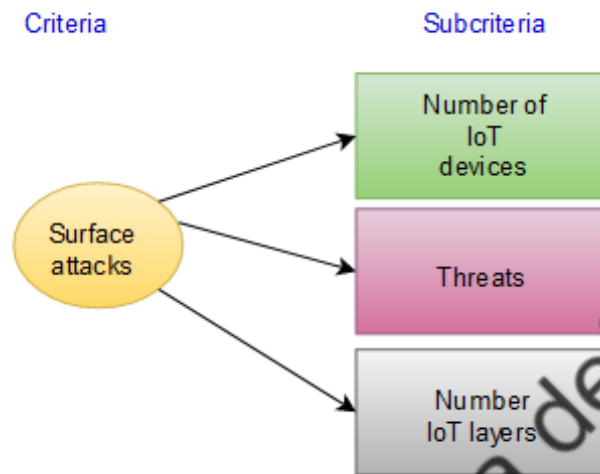 Criteria
Subcriteria
Number of
IoT
devices
Surface
attacks
Threats
Number
IoT layers